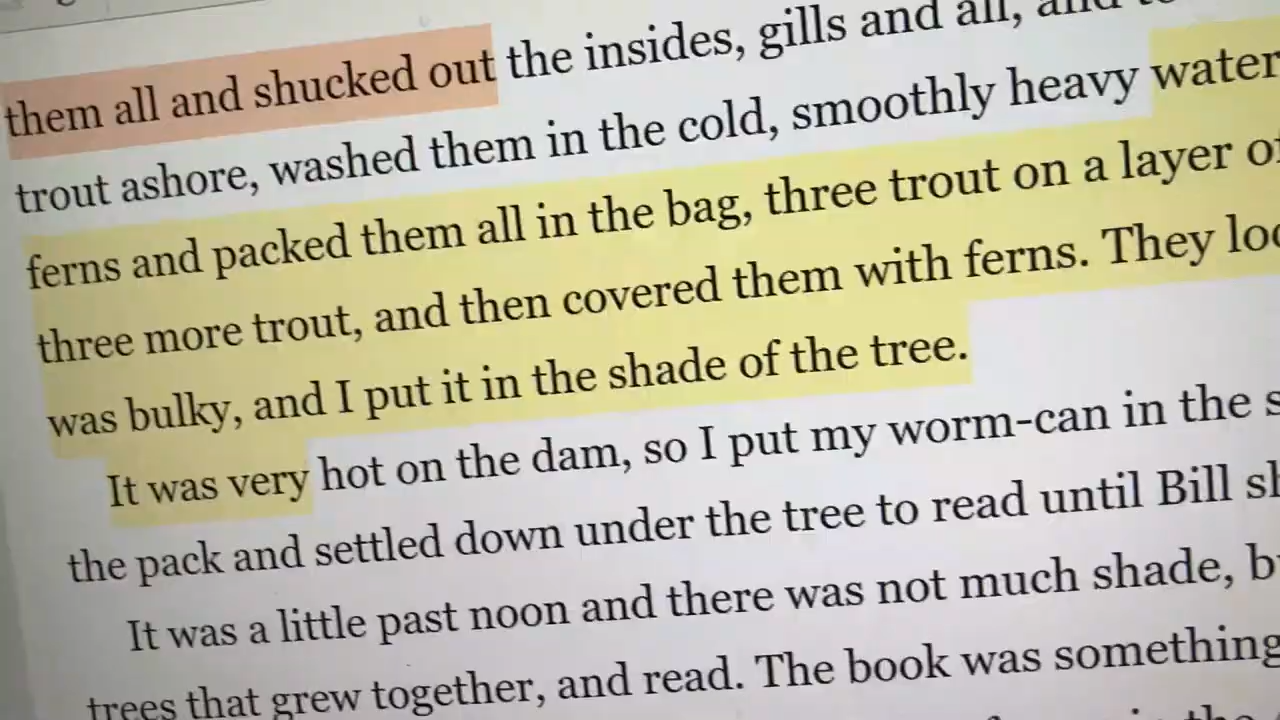 them all and shucked out the insides, gills and all, and
trout ashore, washed them in the cold, smoothly heavy water
ferns and packed them all in the bag, three trout on a layer
three more trout, and then covered them with ferns. They
was bulky, and I put it in the shade of the tree.
It was very hot on the dam, so I put my worm-can in the
the pack and settled down under the tree to read until Bill
It was a little past noon and there was not much shade,
trees that grew together, and read. The book was something
in the